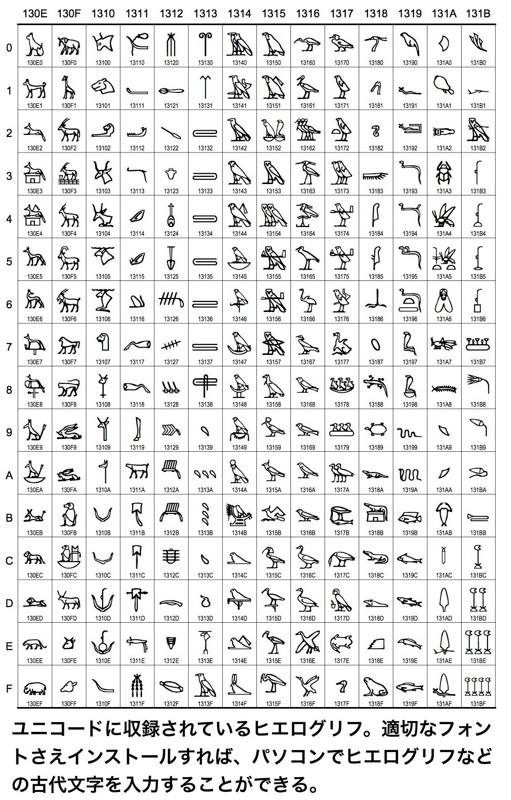 130E 130F 1310 1311 1312 1313 1314 1315 1316 1317 1318 1319 131A 131B
0 130E0 130F0 13100 13110 13120 13130 13140 13150 13160 13170 13180 13190 131A0 131B0
1 130E1 130F1 13101 13111 13121 13131 13141 13151 13161 13171 13181 13191 131A1 131B1
2 130E2 130F2 13102 13112 13122 13132 13142 13152 13162 13172 13182 13192 131A2 131B2
3 130E3 130F3 13103 13113 13123 13133 13143 13153 13163 13173 13183 13193 131A3 131B3
4 130E4 130F4 13104 13114 13124 13134 13144 13154 13164 13174 13184 13194 131A4 131B4
5 130E5 130F5 13105 13115 13125 13135 13145 13155 13165 13175 13185 13195 131A5 131B5
6 130E6 130F6 13106 13116 13126 13136 13146 13156 13166 13176 13186 13196 131A6 131B6
7 130E7 130F7 13107 13117 13127 13137 13147 13157 13167 13177 13187 13197 131A7 131B7
8 130E8 130F8 13108 13118 13128 13138 13148 13158 13168 13178 13188 13198 131A8 131B8
9 130E9 130F9 13109 13119 13129 13139 13149 13159 13169 13179 13189 13199 131A9 131B9
A 130EA 130FA 1310A 1311A 1312A 1313A 1314A 1315A 1316A 1317A 1318A 1319A 131AA 131BA
B 130EB 130FB 1310B 1311B 1312B 1313B 1314B 1315B 1316B 1317B 1318B 1319B 131AB 131BB
C 130EC 130FC 1310C 1311C 1312C 1313C 1314C 1315C 1316C 1317C 1318C 1319C 131AC 131BC
D 130ED 130FD 1310D 1311D 1312D 1313D 1314D 1315D 1316D 1317D 1318D 1319D 131AD 131BD
E 130EE 130FE 1310E 1311E 1312E 1313E 1314E 1315E 1316E 1317E 1318E 1319E 131AE 131BE
F 130EF 130FF 1310F 1311F 1312F 1313F 1314F 1315F 1316F 1317F 1318F 1319F 131AF 131BF
ユニコードに収録されているヒエログリフ。適切なフォン
トさえインストールすれば、パソコンでヒエログリフなど
の古代文字を入力することができる。